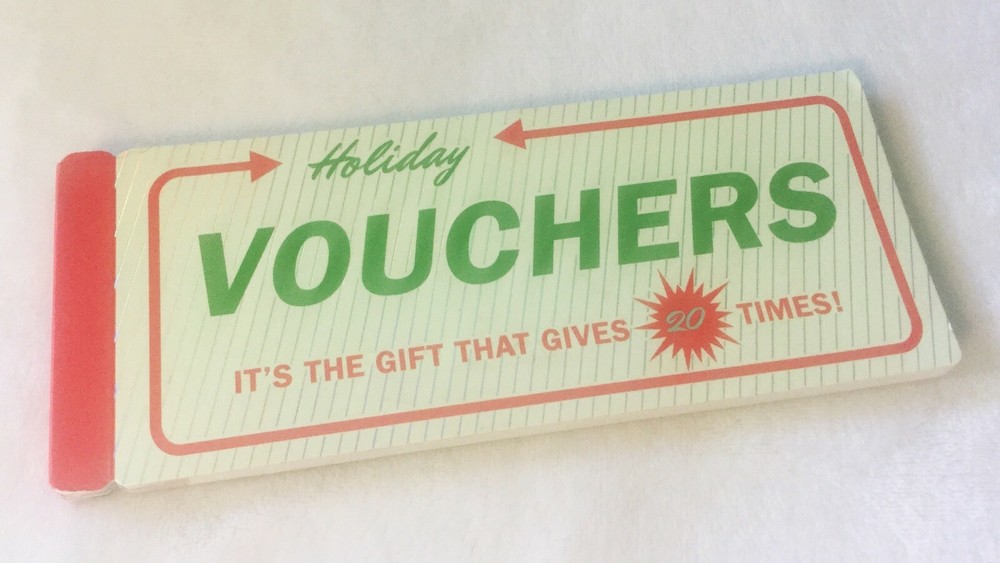 Holiday
VOUCHERS
IT'S THE GIFT THAT GIVES 20 TIMES!